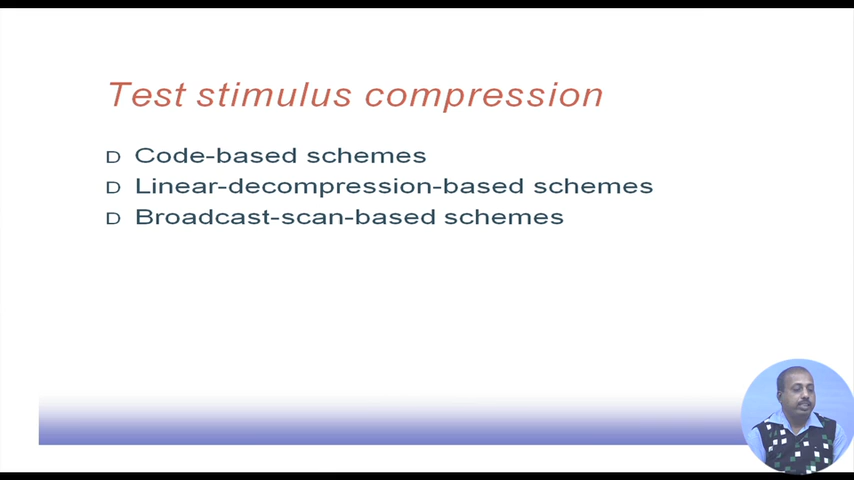 Test stimulus compression
D Code-based schemes
D Linear-decompression-based schemes
D Broadcast-scan-based schemes